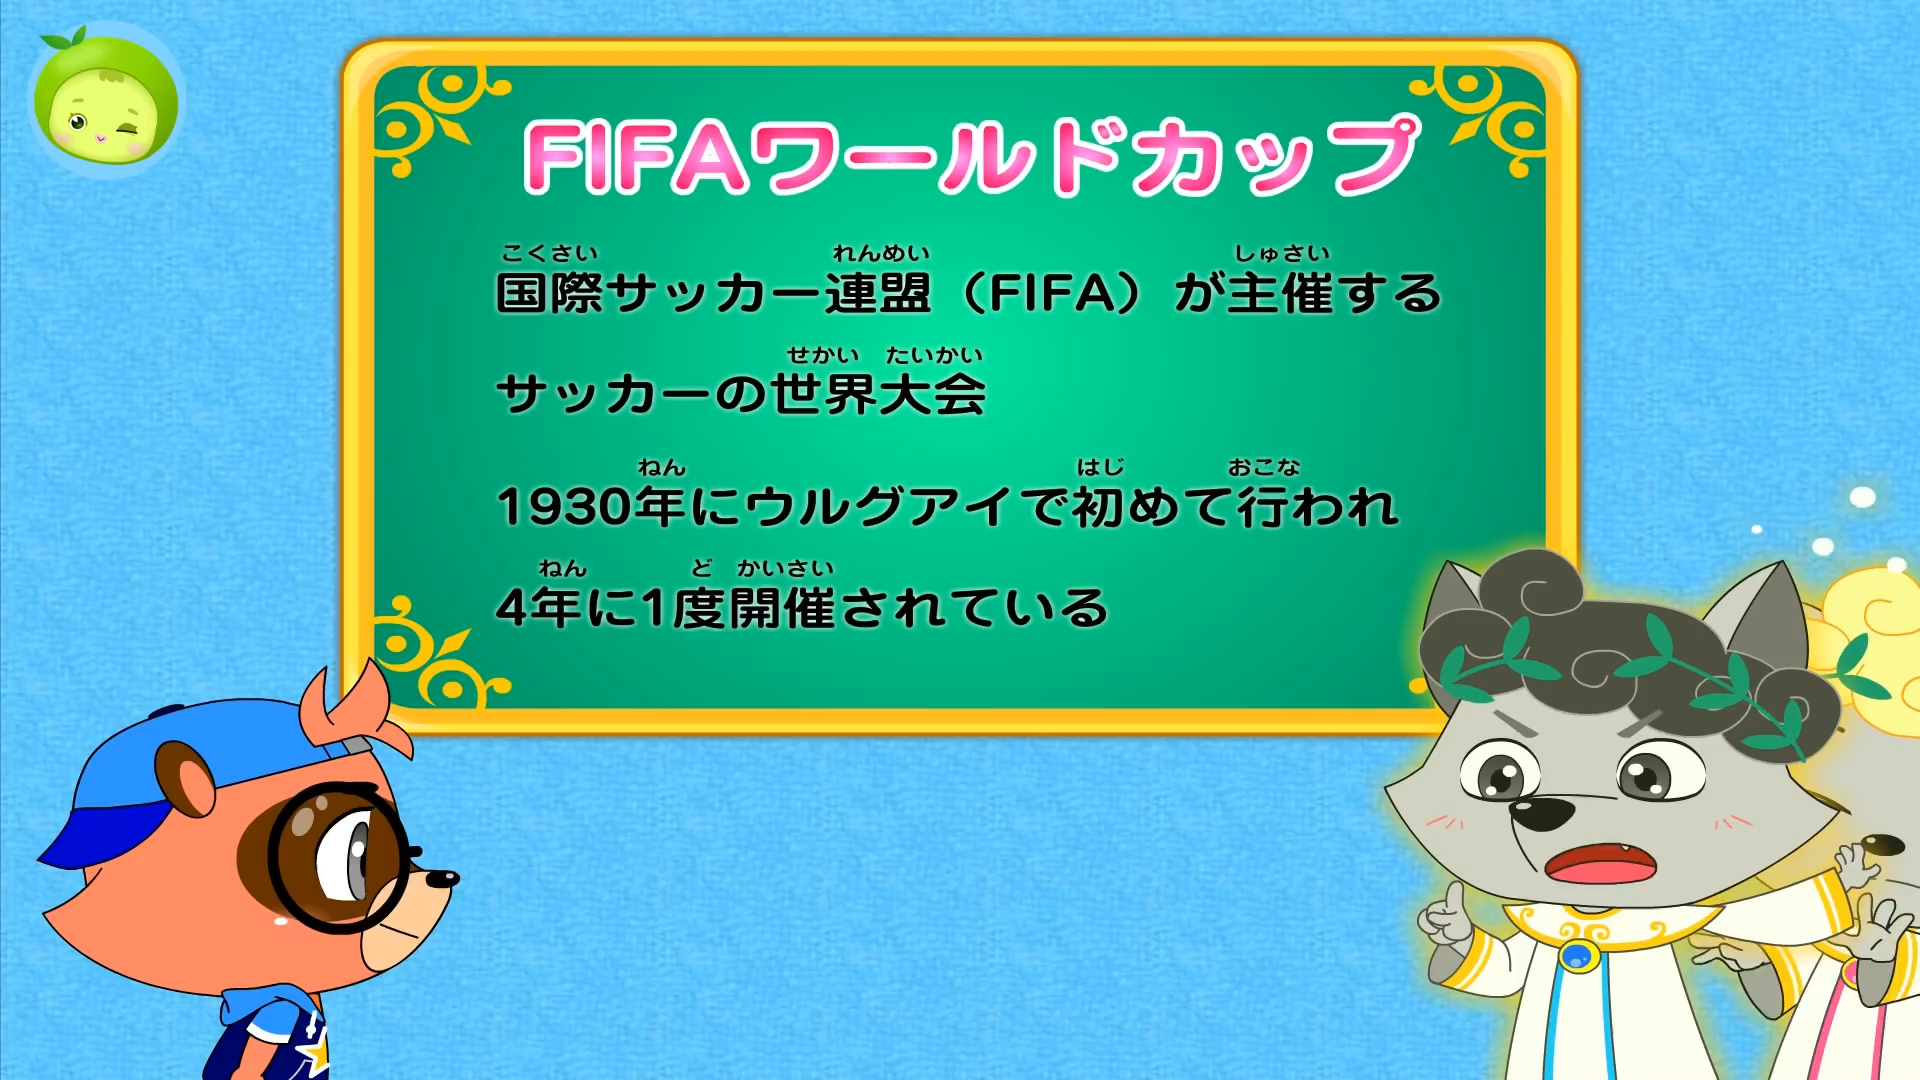 FIFAワールドカップ
こくさい れんめい しゅさい
国際サッカー連盟（FIFA）が主催する
せかい たいかい
サッカーの世界大会
ねん はじ おこな
1930年にウルグアイで初めて行われ
ねん ど かいさい
4年に1度開催されている